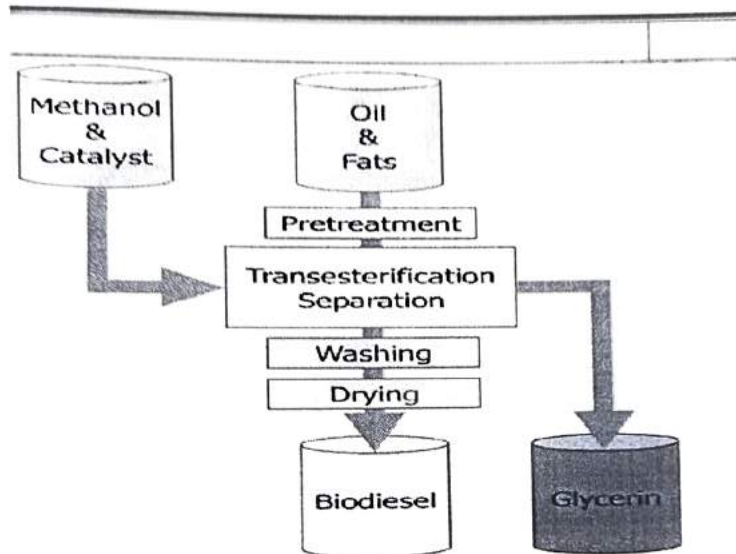 Methanol
&
Catalyst
Oil
&
Fats
Pretreatment
Transesterification
Separation
Washing
Drying
Biodiesel
Glycerin